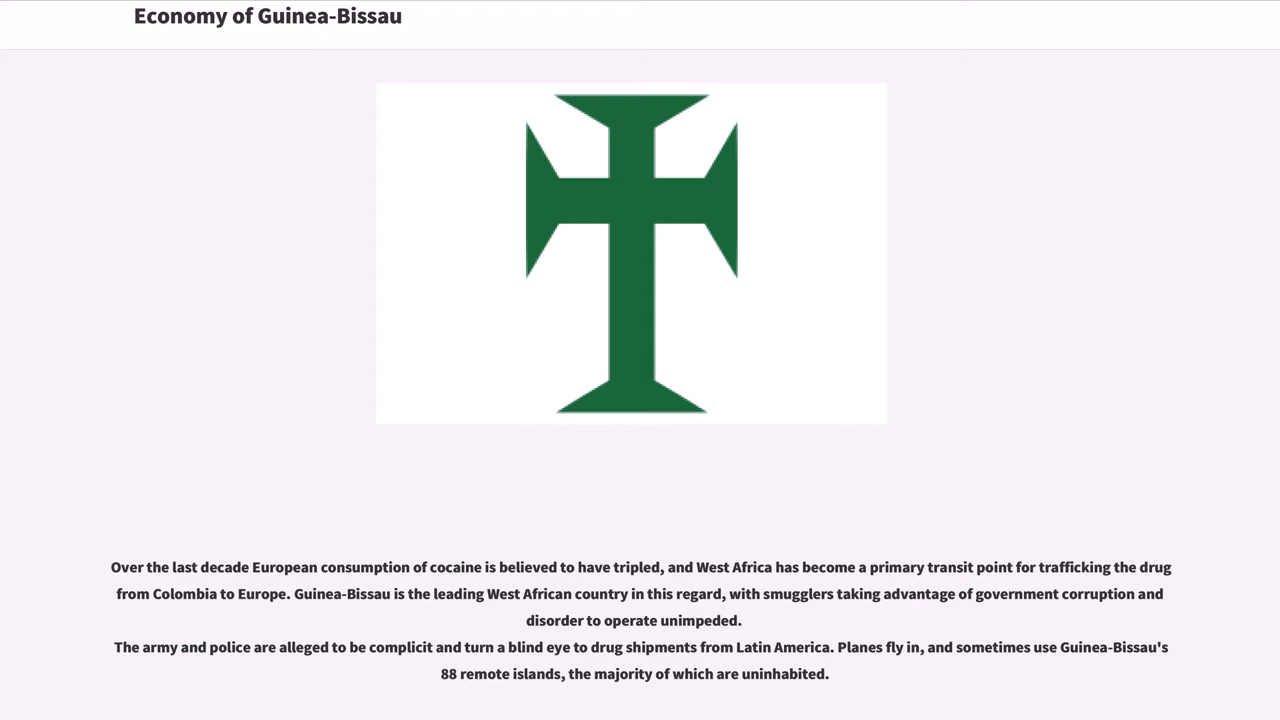 Economy of Guinea-Bissau
Over the last decade European consumption of cocaine is believed to have tripled, and West Africa has become a primary transit point for trafficking the drug
from Colombia to Europe. Guinea-Bissau is the leading West African country in this regard, with smugglers taking advantage of government corruption and
disorder to operate unimpeded.
The army and police are alleged to be complicit and turn a blind eye to drug shipments from Latin America. Planes fly in, and sometimes use Guinea-Bissau's
88 remote islands, the majority of which are uninhabited.